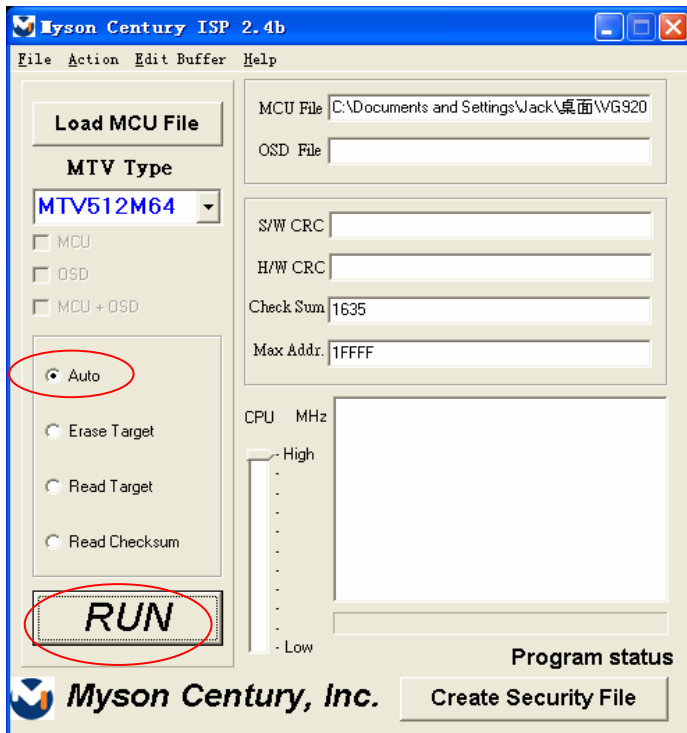 Myson Century ISP 2.4b
File Action Edit Buffer Help
Load MCU File
MTV Type
MTV512M64
MCU
OSD
MCU + OSD
Auto
Erase Target
Read Target
Read Checksum
RUN
MCU File C:\Documents and Settings\Jack\桌面\VG920
OSD File
S/W CRC
H/W CRC
Check Sum 1635
Max Addr. 1FFFF
CPU MHz
High
Low
Program status
Myson Century, Inc.
Create Security File